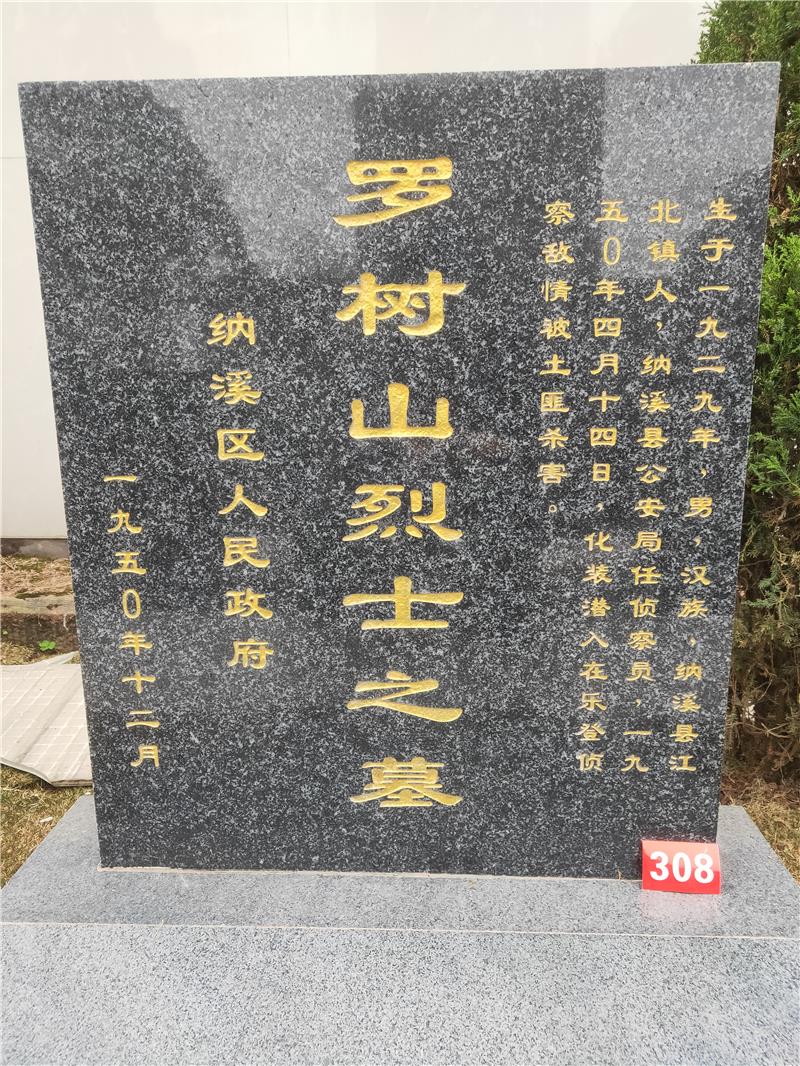 生于一九二九年，男，汉族，纳溪县江
北镇人，纳溪县公安局任侦察员，一九
五0年四月十四日，化装潜入在乐登侦
察敌情被土匪杀害。
罗树山烈士之墓
纳溪区人民政府
一九五0年十二月
308